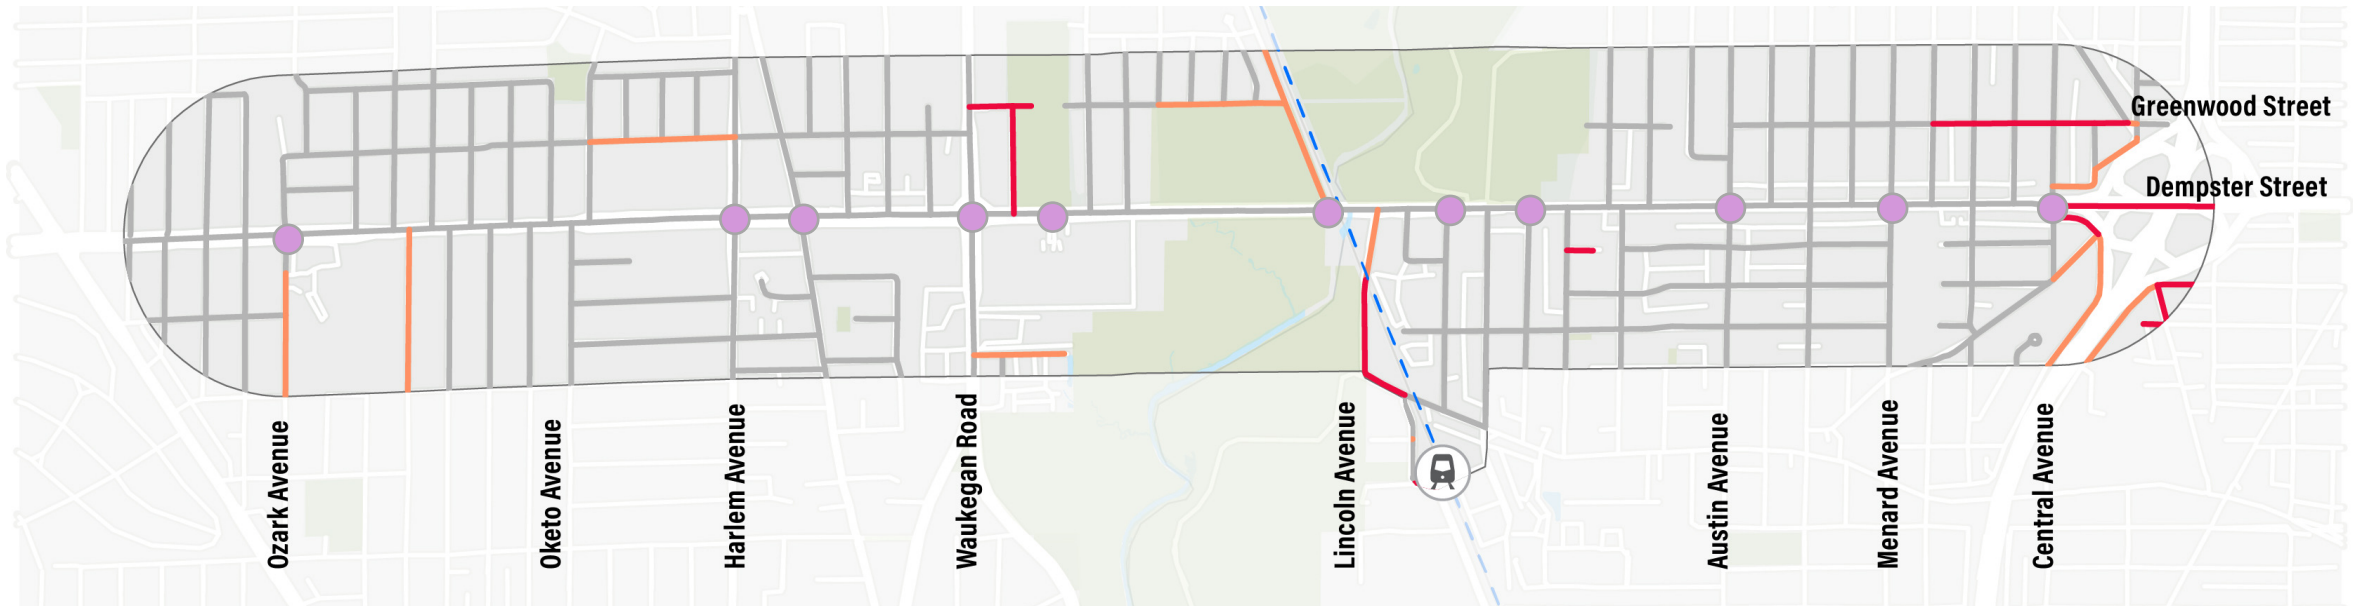 Greenwood Street
Dempster Street
Ozark Avenue
Oketo Avenue
Harlem Avenue
Waukegan Road
Lincoln Avenue
Austin Avenue
Menard Avenue
Central Avenue